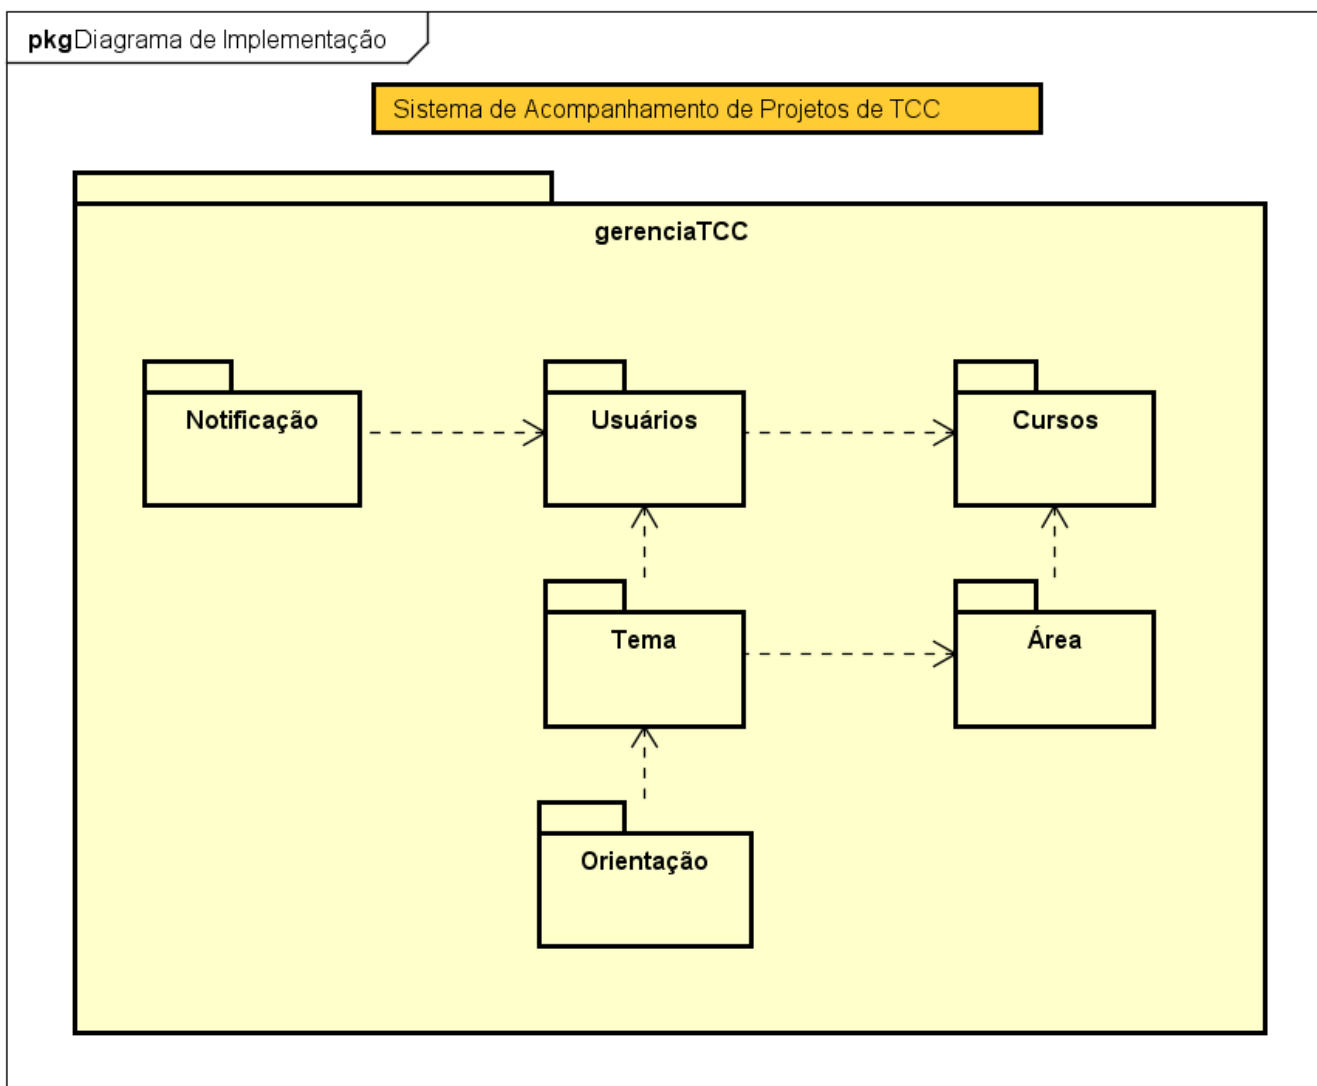 pkgDiagrama de Implementação
Sistema de Acompanhamento de Projetos de TCC
gerenciaTCC
Notificação
Usuários
Cursos
Tema
Área
Orientação